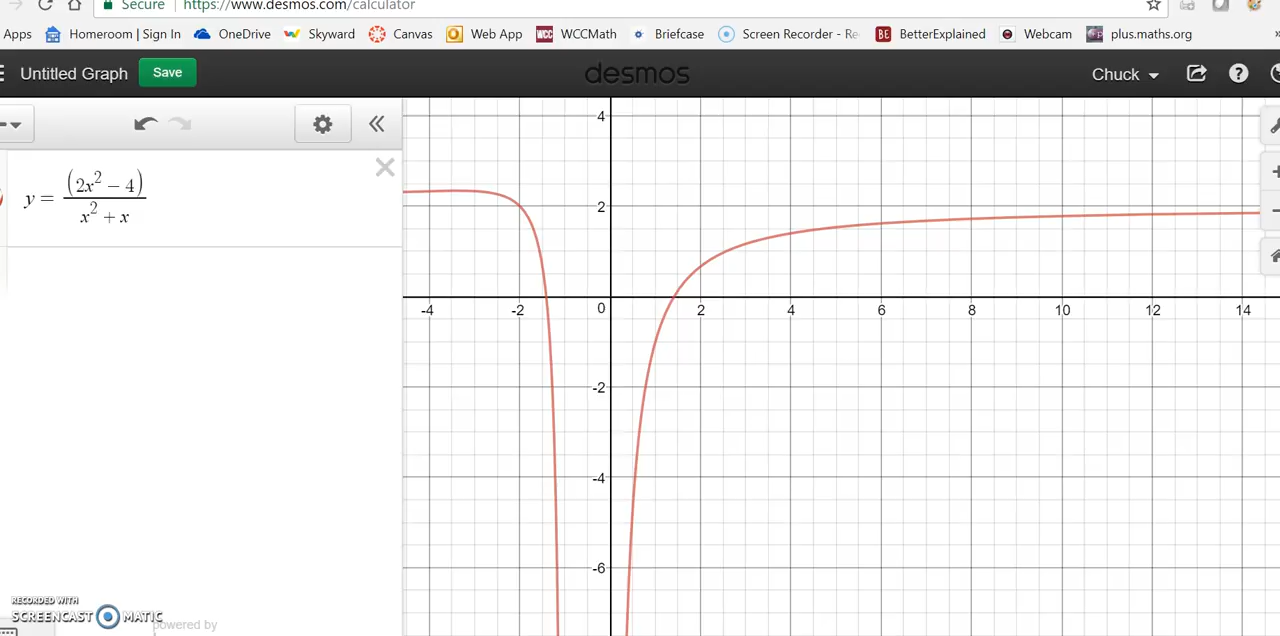 Secure https://www.desmos.com/calculator
Apps Homeroom | Sign In OneDrive Skyward Canvas Web App WCC WCCMath Briefcase Screen Recorder - Re BE BetterExplained Webcam plus.maths.org »
Untitled Graph Save desmos Chuck ?
y = (2x² − 4) / x² + x
4
2
-4 -2 0 2 4 6 8 10 12 14
-2
-4
-6
RECORDED WITH
SCREENCAST MATIC
powered by